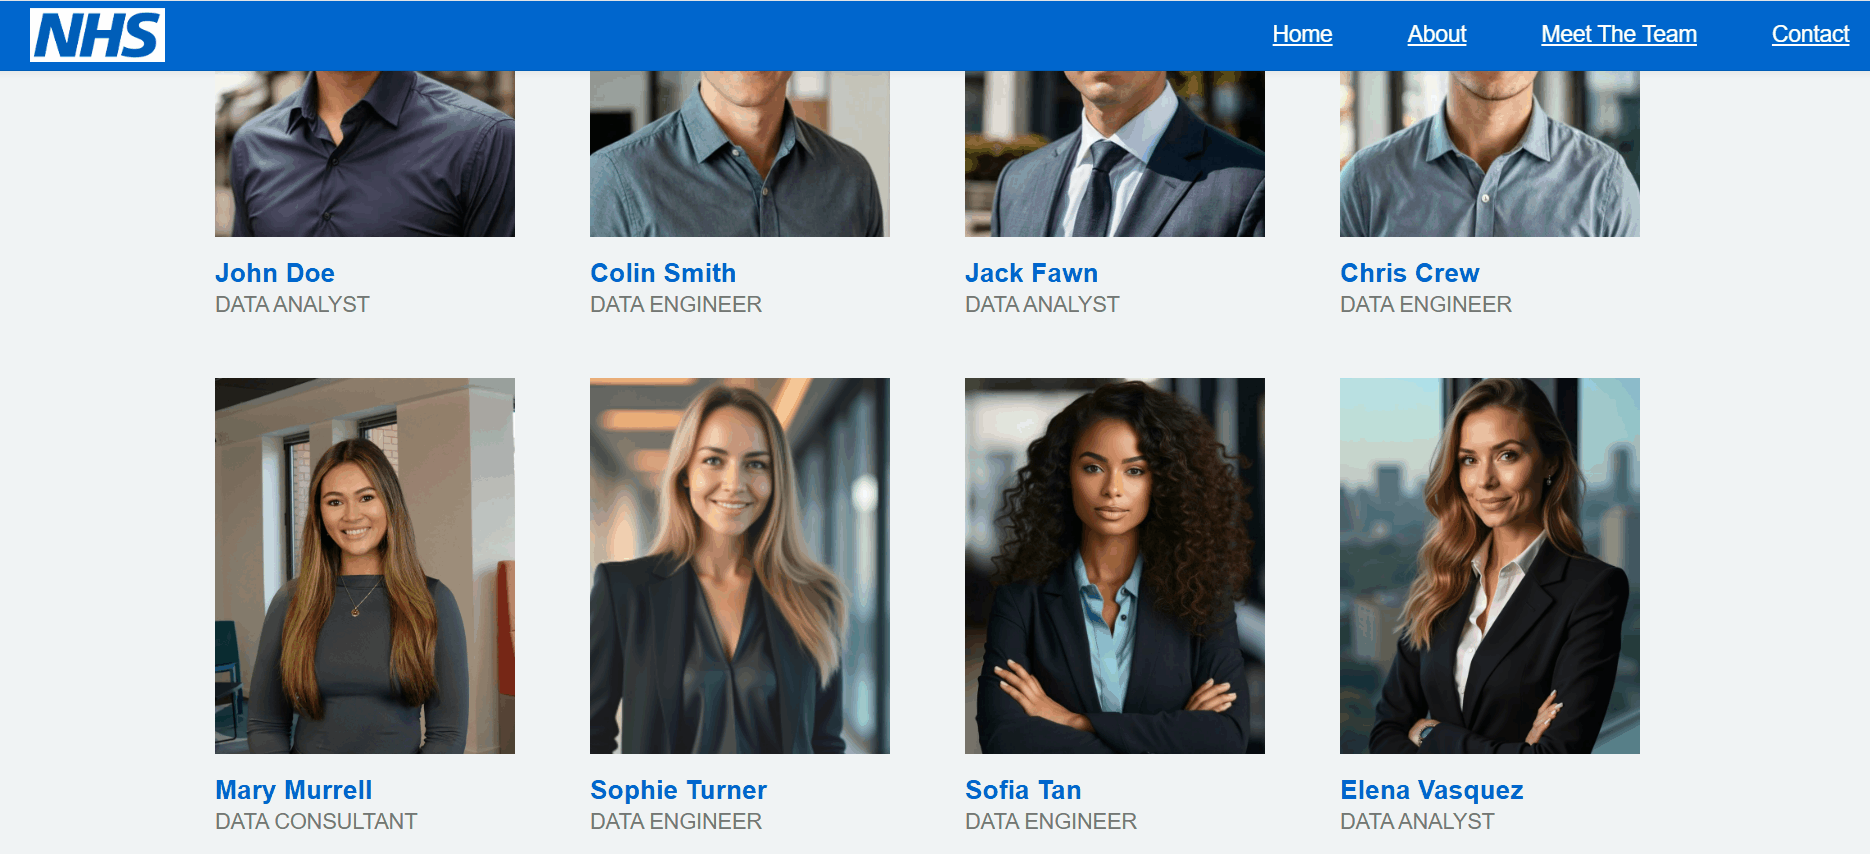 NHS
Home About Meet The Team Contact
John Doe Colin Smith Jack Fawn Chris Crew
DATA ANALYST DATA ENGINEER DATA ANALYST DATA ENGINEER
Mary Murrell Sophie Turner Sofia Tan Elena Vasquez
DATA CONSULTANT DATA ENGINEER DATA ENGINEER DATA ANALYST